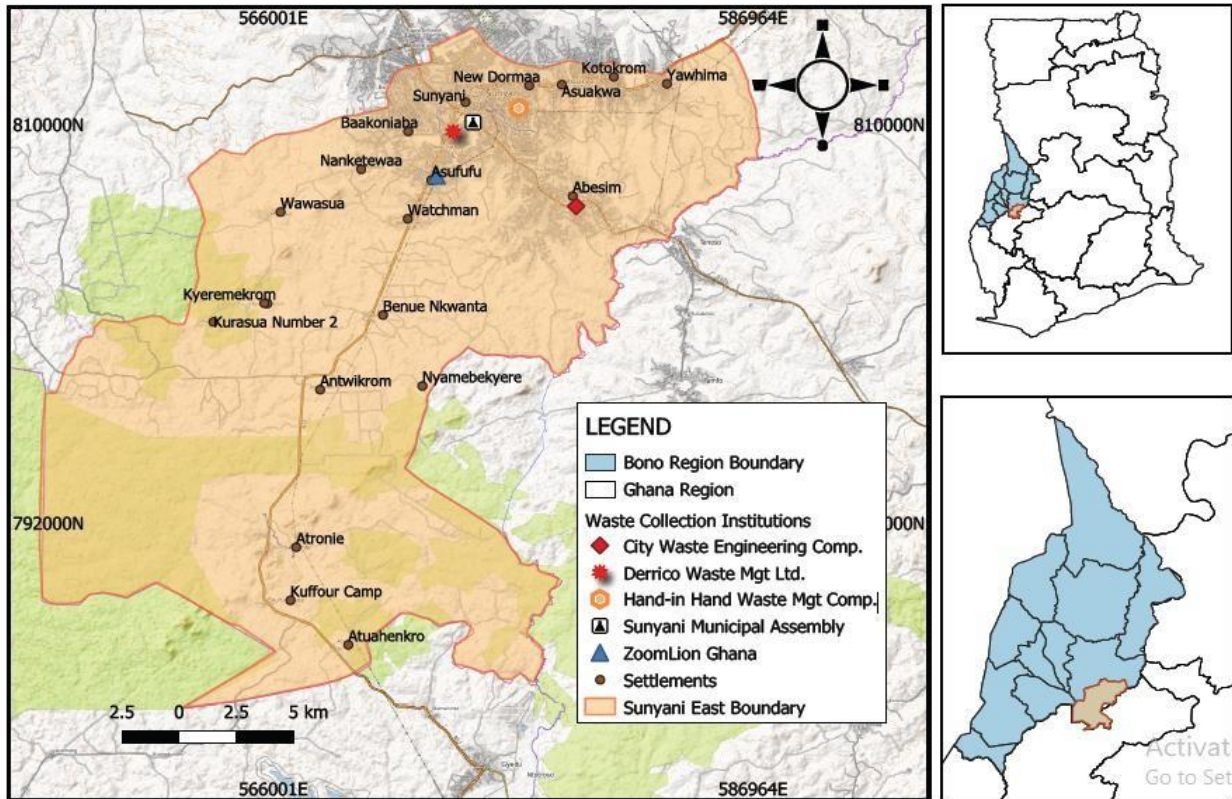 566001E
586964E
Kotokrom
New Dormaa
Yawhima
Asuakwa
Sunyani
810000N
810000N
Baakoniaba
Nanketewaa
Asufufu
Abesim
Wawasua
Watchman
Kyeremekrom
Benue Nkwanta
Kurasua Number 2
Nyamebekyere
Antwikrom
LEGEND
Bono Region Boundary
Ghana Region
792000N
000N
Waste Collection Institutions
Atronie
City Waste Engineering Comp.
Derrico Waste Mgt Ltd.
Kuffour Camp
Hand-in Hand Waste Mgt Comp.
Sunyani Municipal Assembly
Atuahenkro
ZoomLion Ghana
Settlements
Sunyani East Boundary
2.5 0 2.5 5 km
566001E
586964E
Activat
Go to Set